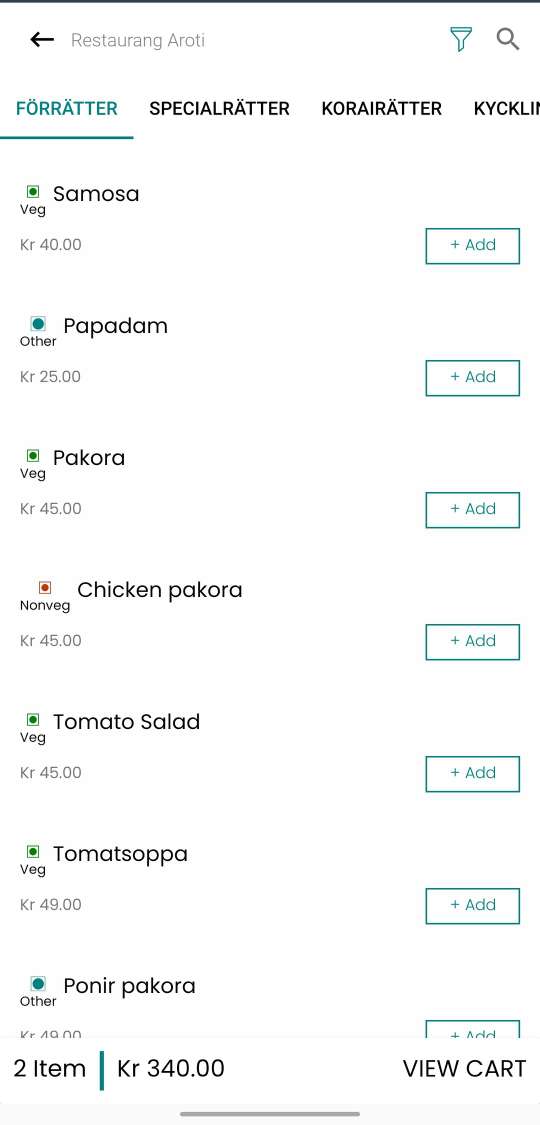 Restaurang Aroti
FÖRRÄTTER SPECIALRÄTTER KORAIRÄTTER KYCKLIN
Samosa
Veg
Kr 40.00
+ Add
Papadam
Other
Kr 25.00
+ Add
Pakora
Veg
Kr 45.00
+ Add
Chicken pakora
Nonveg
Kr 45.00
+ Add
Tomato Salad
Veg
Kr 45.00
+ Add
Tomatsoppa
Veg
Kr 49.00
+ Add
Ponir pakora
Other
Kr 49.00
+ Add
2 Item Kr 340.00 VIEW CART